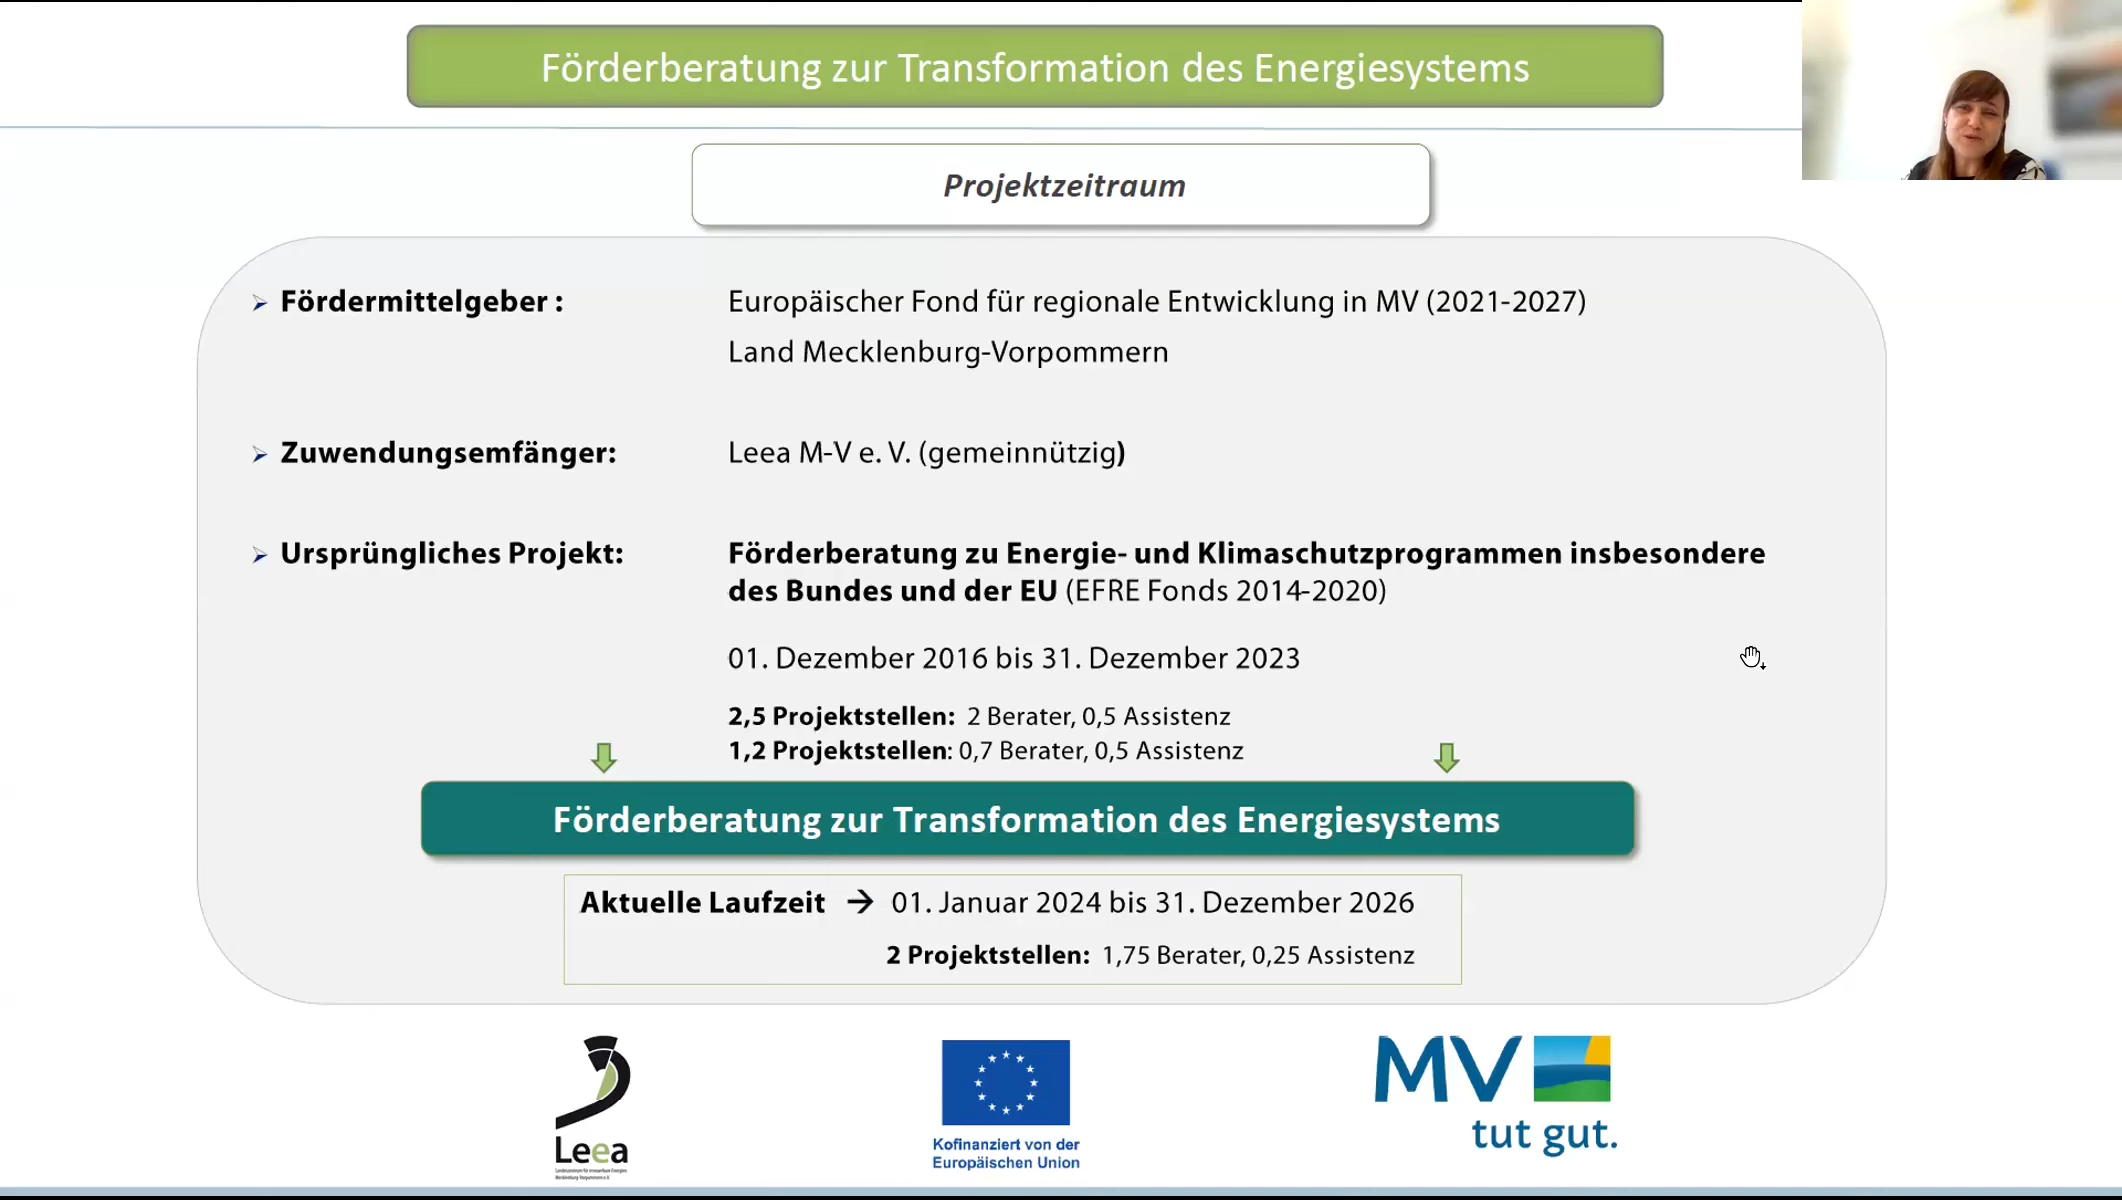 Förderberatung zur Transformation des Energiesystems
Projektzeitraum
Fördermittelgeber : Europäischer Fond für regionale Entwicklung in MV (2021-2027)
Land Mecklenburg-Vorpommern
Zuwendungsemfänger: Leea M-V e. V. (gemeinnützig)
Ursprüngliches Projekt: Förderberatung zu Energie- und Klimaschutzprogrammen insbesondere
des Bundes und der EU (EFRE Fonds 2014-2020)
01. Dezember 2016 bis 31. Dezember 2023
2,5 Projektstellen: 2 Berater, 0,5 Assistenz
1,2 Projektstellen: 0,7 Berater, 0,5 Assistenz
Förderberatung zur Transformation des Energiesystems
Aktuelle Laufzeit → 01. Januar 2024 bis 31. Dezember 2026
2 Projektstellen: 1,75 Berater, 0,25 Assistenz
Leea
Kofinanziert von der
Europäischen Union
MV
tut gut.